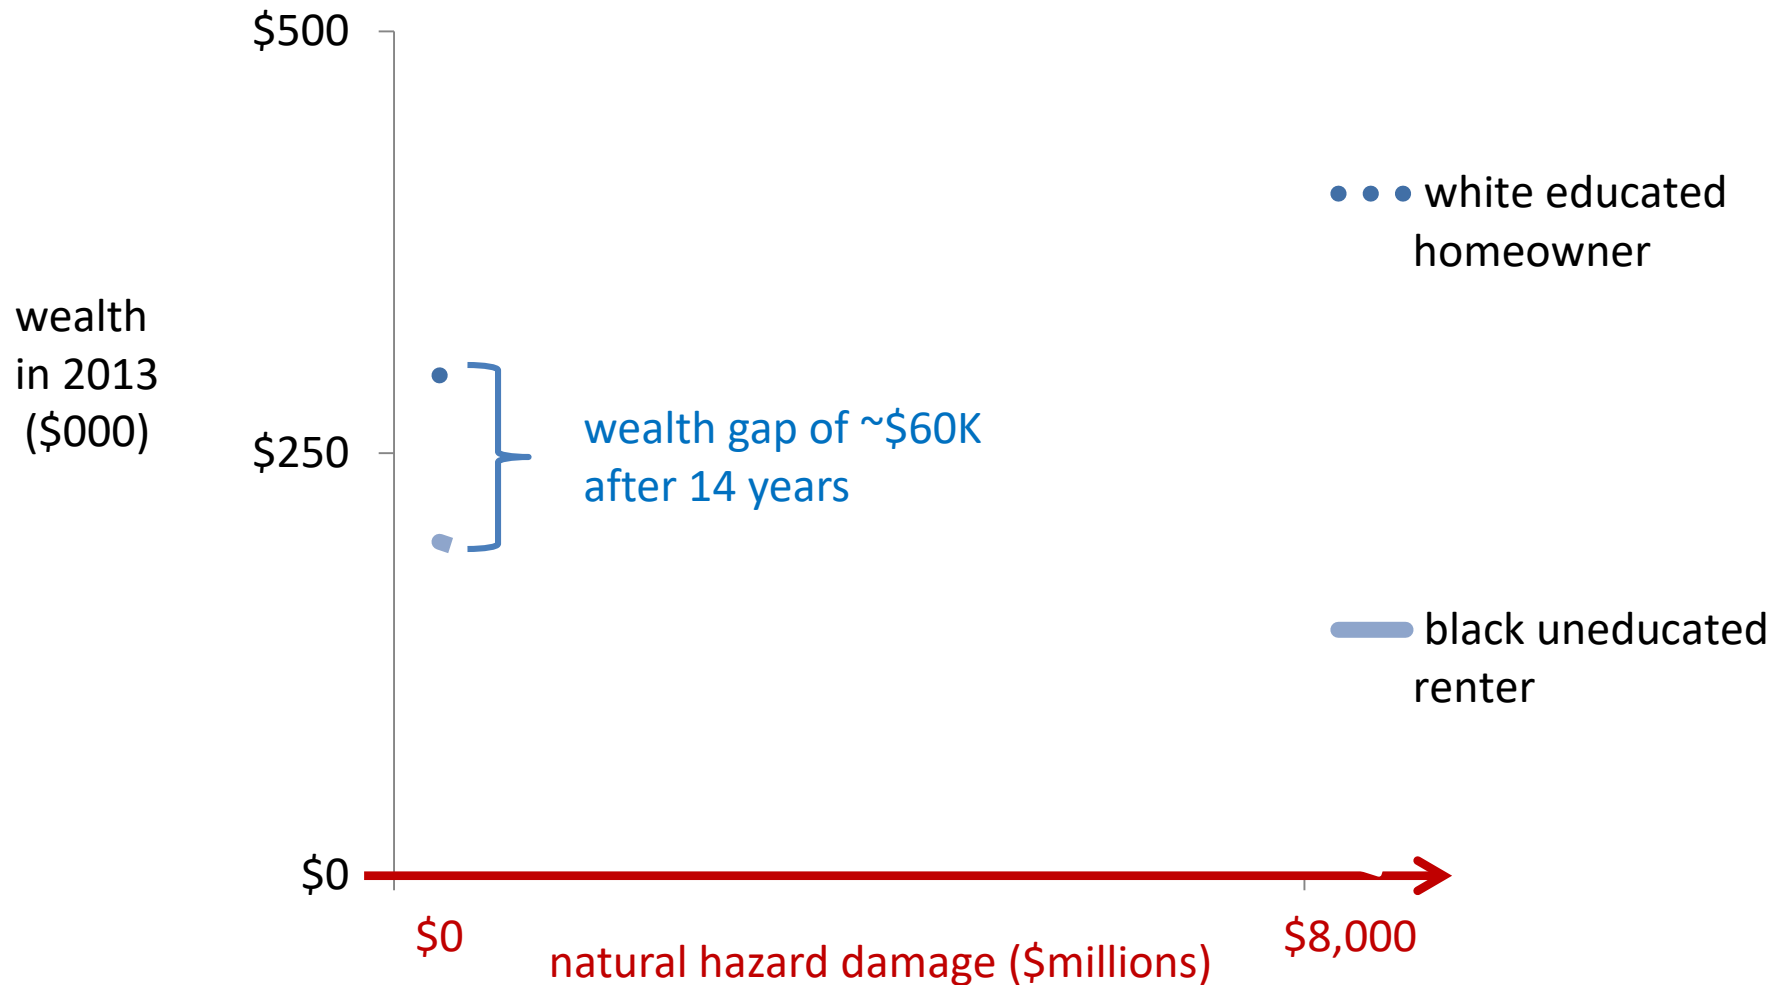 $500
white educated
homeowner
wealth
in 2013
($000)
wealth gap of ~$60K
after 14 years
$250
black uneducated
renter
$0
$0
$8,000
natural hazard damage ($millions)